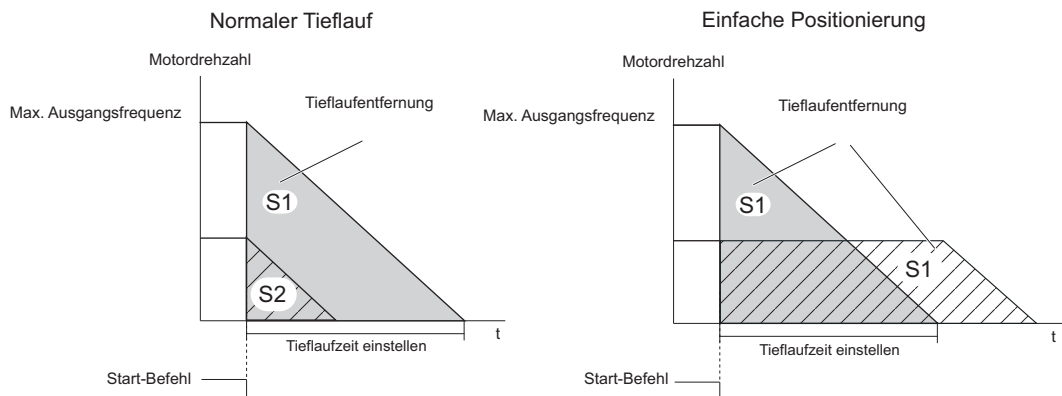 Normaler Tieflauf
Motordrehzahl
Max. Ausgangsfrequenz
Tieflaufentfernung
S1
S2
t
Tieflaufzeit einstellen
Start-Befehl
Einfache Positionierung
Motordrehzahl
Max. Ausgangsfrequenz
Tieflaufentfernung
S1
S1
t
Tieflaufzeit einstellen
Start-Befehl